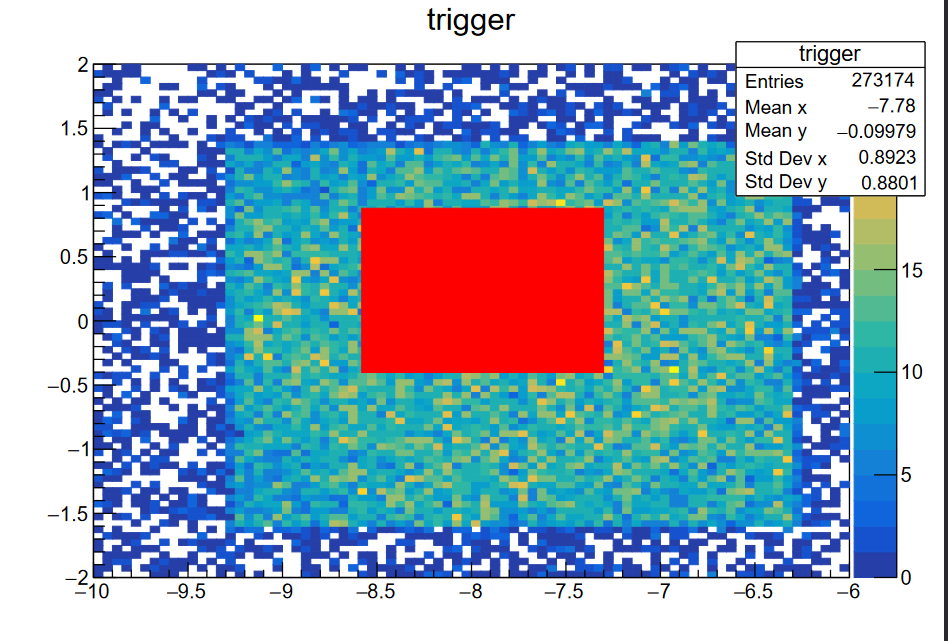 trigger
trigger
Entries 273174
Mean x −7.78
Mean y −0.09979
Std Dev x 0.8923
Std Dev y 0.8801
2
1.5
1
0.5
0
−0.5
−1
−1.5
−2
−10 −9.5 −9 −8.5 −8 −7.5 −7 −6.5 −6
15
10
5
0